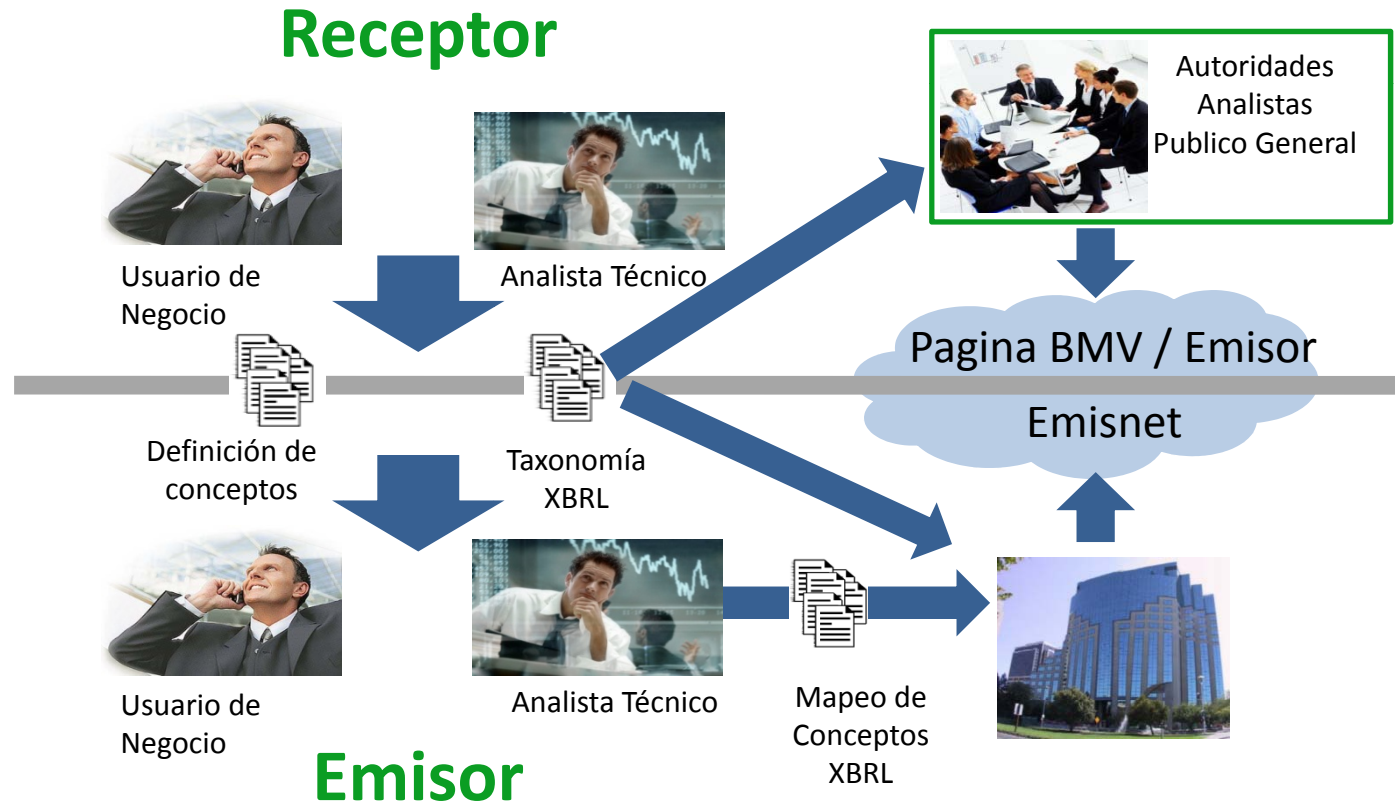 Receptor
Autoridades
Analistas
Publico General
Usuario de
Negocio
Analista Técnico
Pagina BMV / Emisor
Emisnet
Definición de
conceptos
Taxonomía
XBRL
Usuario de
Negocio
Analista Técnico
Mapeo de
Conceptos
XBRL
Emisor